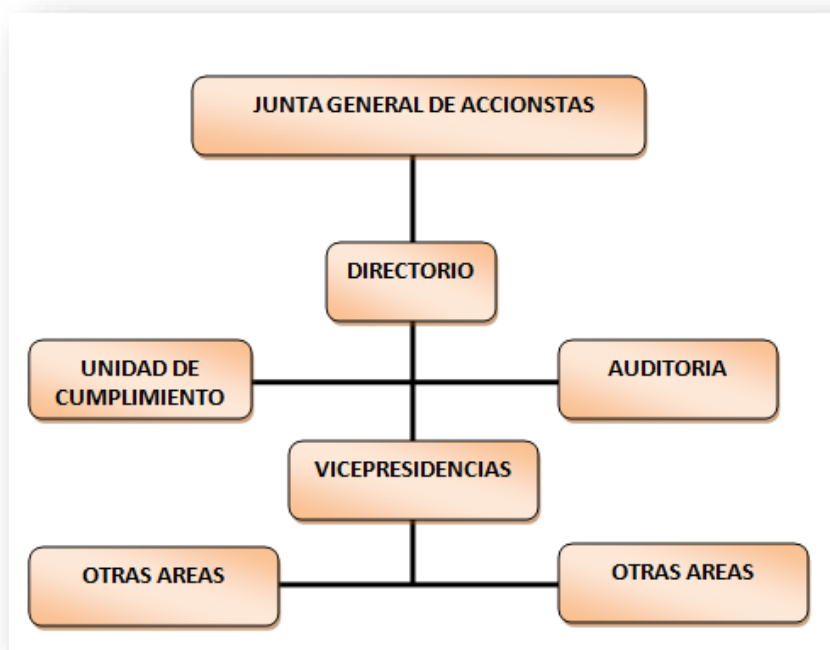 JUNTA GENERAL DE ACCIONSTAS
DIRECTORIO
UNIDAD DE
CUMPLIMIENTO
AUDITORIA
VICEPRESIDENCIAS
OTRAS AREAS
OTRAS AREAS